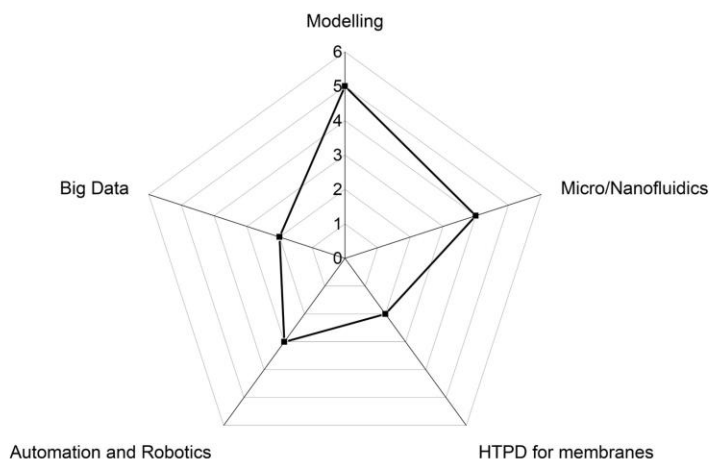 Modelling
6
5
4
3
2
1
0
Big Data
Micro/Nanofluidics
Automation and Robotics
HTPD for membranes